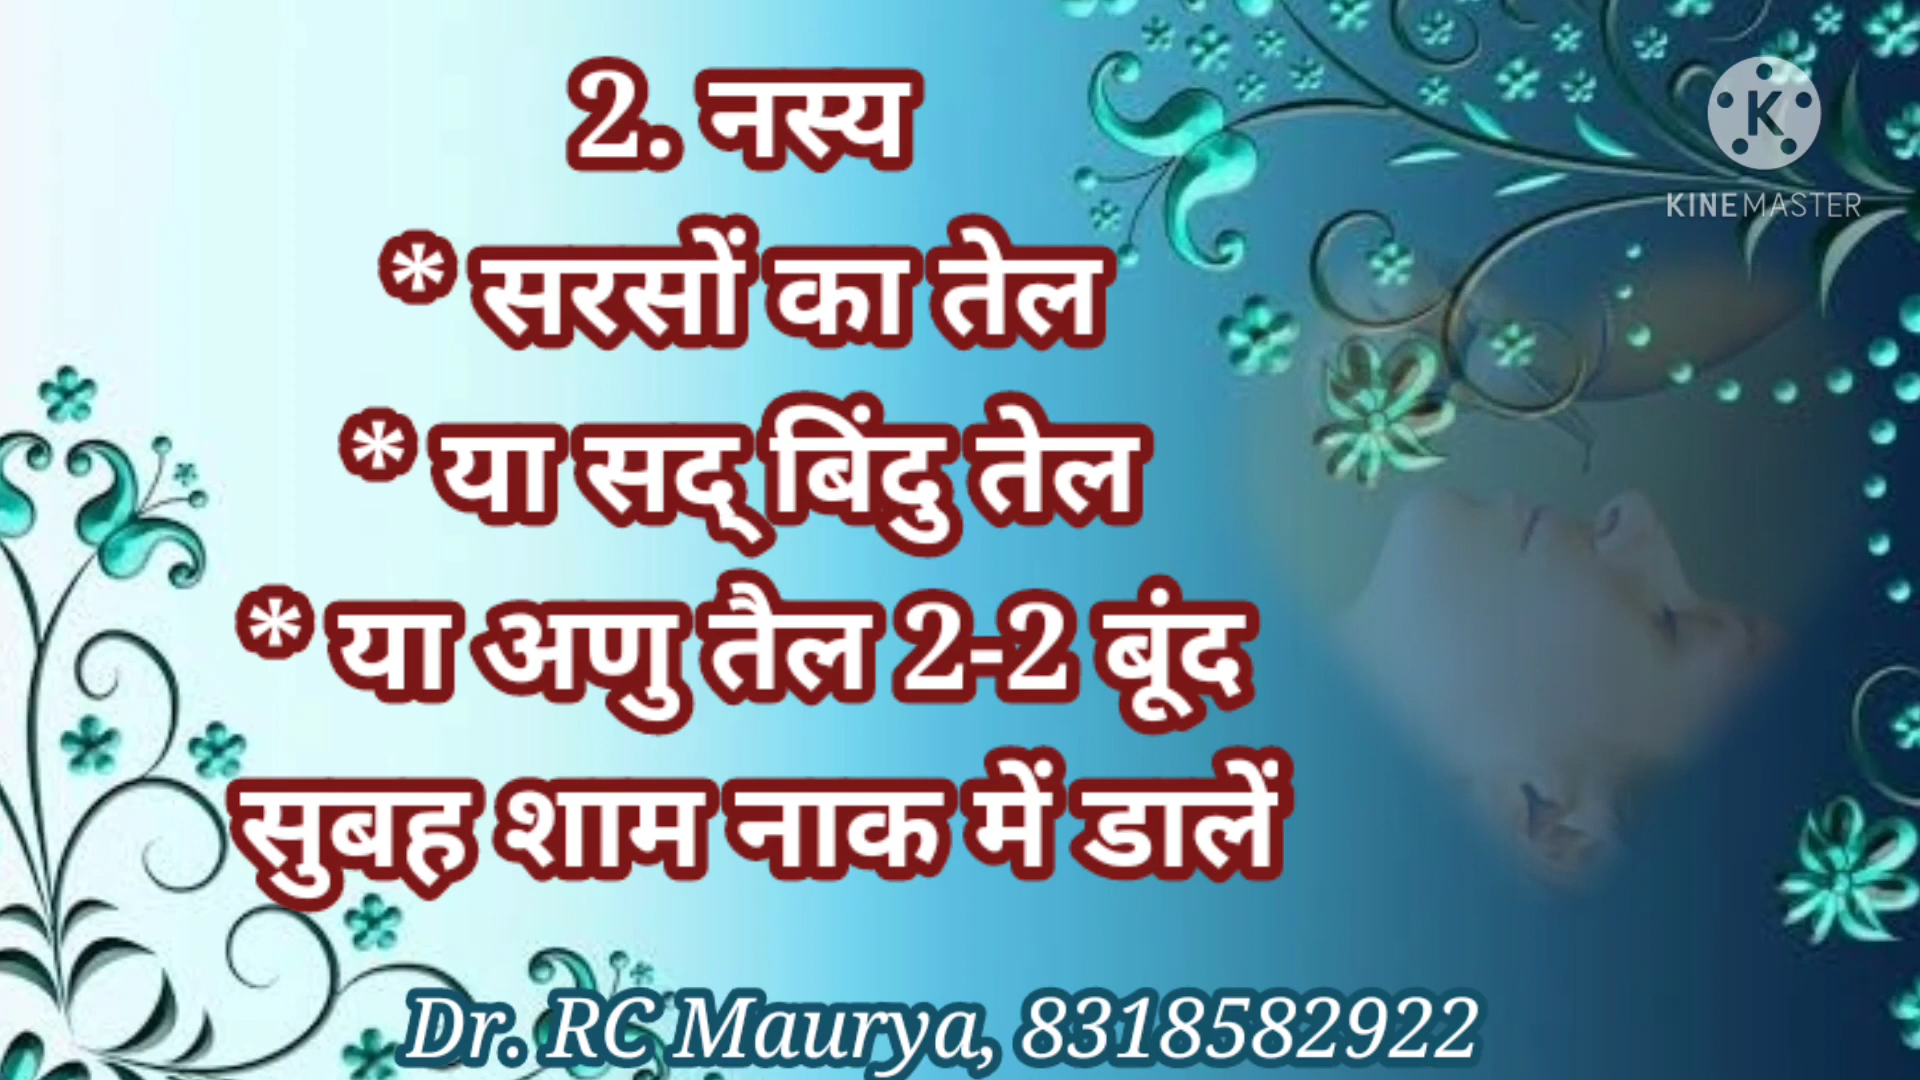 2. नस्य
* सरसों का तेल
* या सद् बिंदु तेल
* या अणु तैल 2-2 बूंद
सुबह शाम नाक में डालें
Dr. RC Maurya, 8318582922
K
KINEMASTER